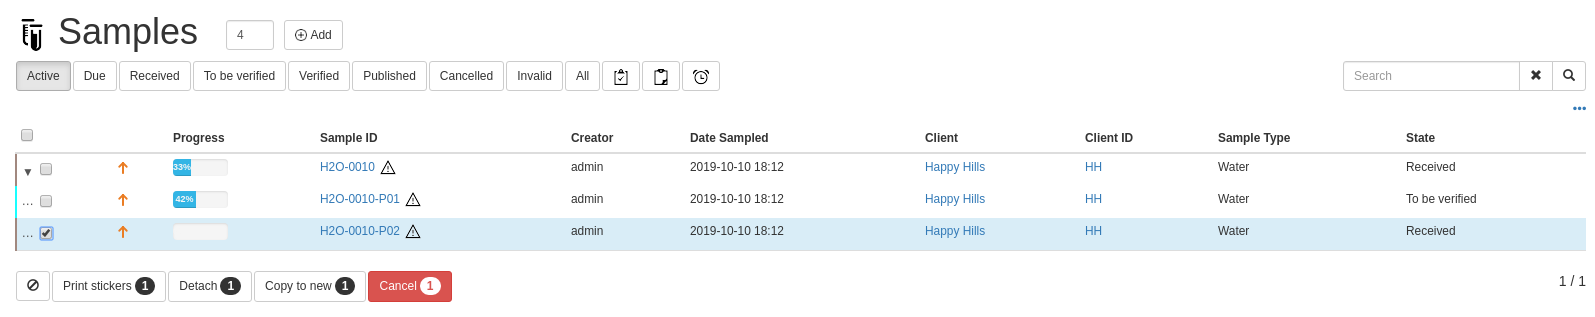 Samples 4 Add
Active Due Received To be verified Verified Published Cancelled Invalid All Search
Progress Sample ID Creator Date Sampled Client Client ID Sample Type State
33% H2O-0010 admin 2019-10-10 18:12 Happy Hills HH Water Received
... 42% H2O-0010-P01 admin 2019-10-10 18:12 Happy Hills HH Water To be verified
... H2O-0010-P02 admin 2019-10-10 18:12 Happy Hills HH Water Received
Print stickers 1 Detach 1 Copy to new 1 Cancel 1 1 / 1